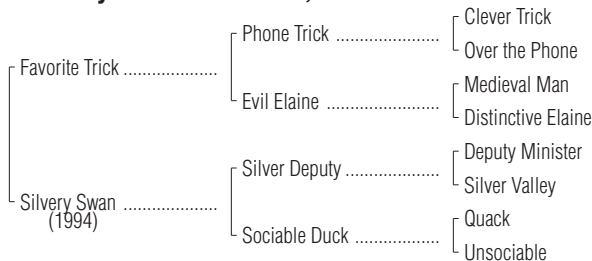 Clever Trick
Phone Trick ....................
Over the Phone
Favorite Trick ...................
Medieval Man
Evil Elaine .....................
Distinctive Elaine
Deputy Minister
Silver Deputy ...................
Silver Valley
Silvery Swan ...................
(1994)
Quack
Sociable Duck .................
Unsociable